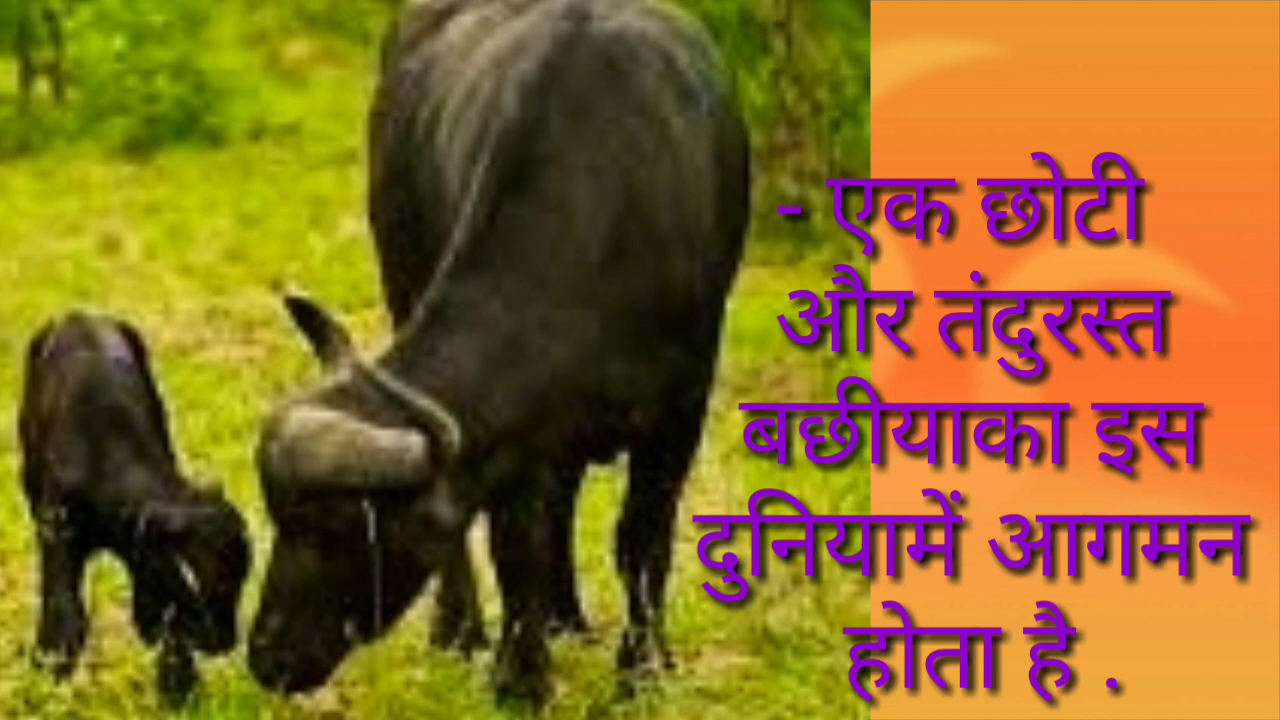 - एक छोटी
और तंदुरस्त
बछीयाका इस
दुनियामें आगमन
होता है .